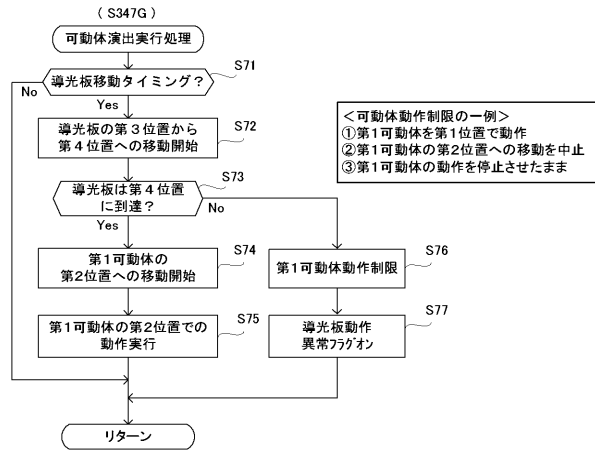 ( S347G )
可動体演出実行処理
S71
導光板移動タイミング？
No
Yes
S72
導光板の第３位置から
第４位置への移動開始
S73
導光板は第４位置
に到達？
No
Yes
S74
第１可動体の
第２位置への移動開始
S76
第１可動体動作制限
S75
第１可動体の第２位置での
動作実行
S77
導光板動作
異常フラグオン
リターン
＜可動体動作制限の一例＞
①第1可動体を第1位置で動作
②第1可動体の第2位置への移動を中止
③第1可動体の動作を停止させたまま